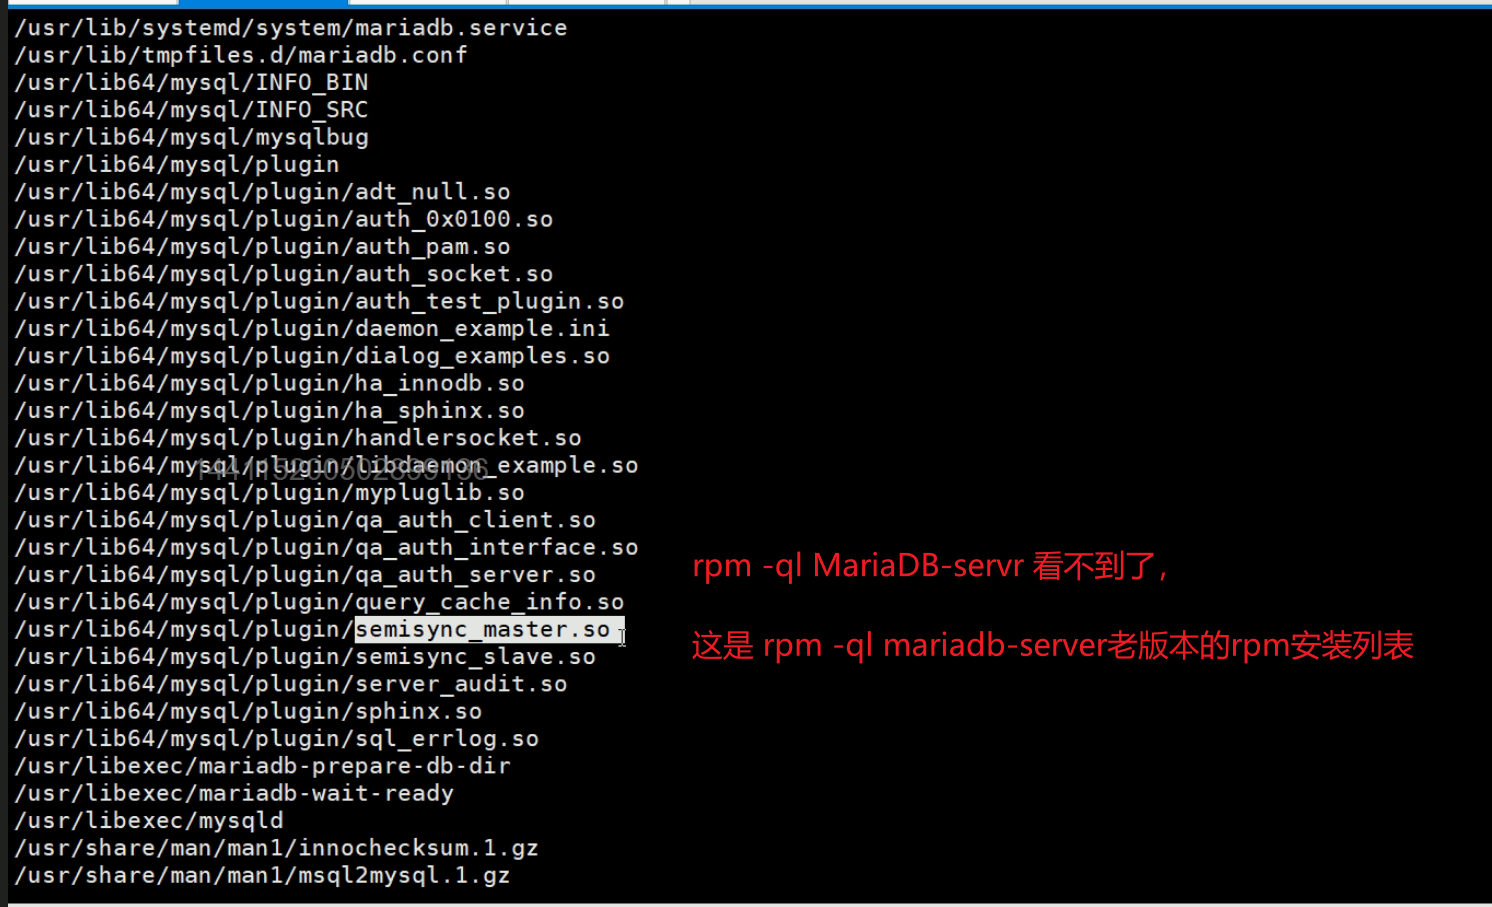 /usr/lib/systemd/system/mariadb.service
/usr/lib/tmpfiles.d/mariadb.conf
/usr/lib64/mysql/INFO_BIN
/usr/lib64/mysql/INFO_SRC
/usr/lib64/mysql/mysqlbug
/usr/lib64/mysql/plugin
/usr/lib64/mysql/plugin/adt_null.so
/usr/lib64/mysql/plugin/auth_0x0100.so
/usr/lib64/mysql/plugin/auth_pam.so
/usr/lib64/mysql/plugin/auth_socket.so
/usr/lib64/mysql/plugin/auth_test_plugin.so
/usr/lib64/mysql/plugin/daemon_example.ini
/usr/lib64/mysql/plugin/dialog_examples.so
/usr/lib64/mysql/plugin/ha_innodb.so
/usr/lib64/mysql/plugin/ha_sphinx.so
/usr/lib64/mysql/plugin/handlersocket.so
/usr/lib64/mysql/plugin/libdaemon_example.so
/usr/lib64/mysql/plugin/mypluglib.so
/usr/lib64/mysql/plugin/qa_auth_client.so
/usr/lib64/mysql/plugin/qa_auth_interface.so
rpm -ql MariaDB-servr 看不到了，
/usr/lib64/mysql/plugin/qa_auth_server.so
/usr/lib64/mysql/plugin/query_cache_info.so
/usr/lib64/mysql/plugin/semisync_master.so
这是 rpm -ql mariadb-server老版本的rpm安装列表
/usr/lib64/mysql/plugin/semisync_slave.so
/usr/lib64/mysql/plugin/server_audit.so
/usr/lib64/mysql/plugin/sphinx.so
/usr/lib64/mysql/plugin/sql_errlog.so
/usr/libexec/mariadb-prepare-db-dir
/usr/libexec/mariadb-wait-ready
/usr/libexec/mysqld
/usr/share/man/man1/innochecksum.1.gz
/usr/share/man/man1/msql2mysql.1.gz